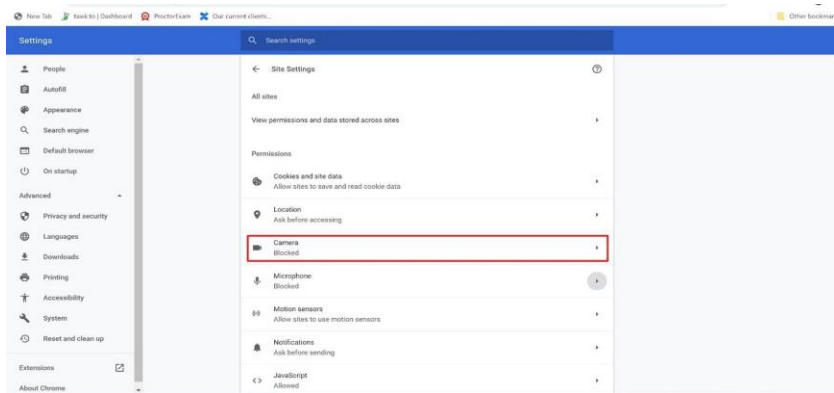 New Tab tawk.to | Dashboard ProctorExam Our current clients... Other bookmar
Settings
Search settings
People
Autofill
Appearance
Search engine
Default browser
On startup
Advanced
Privacy and security
Languages
Downloads
Printing
Accessibility
System
Reset and clean up
Extensions
About Chrome
Site Settings
All sites
View permissions and data stored across sites
Permissions
Cookies and site data
Allow sites to save and read cookie data
Location
Ask before accessing
Camera
Blocked
Microphone
Blocked
Motion sensors
Allow sites to use motion sensors
Notifications
Ask before sending
JavaScript
Allowed